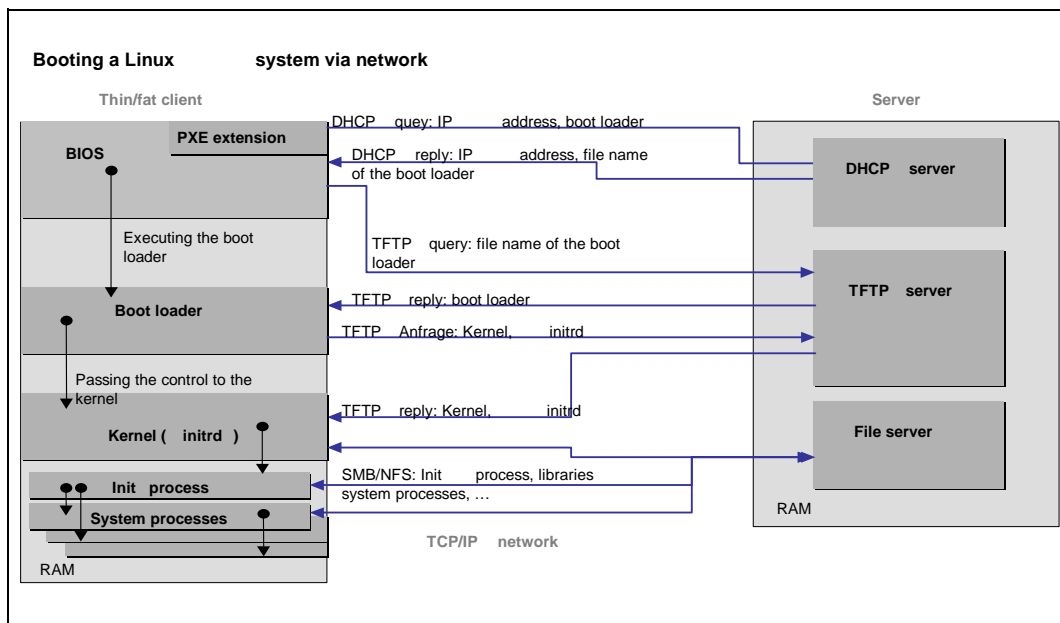 Booting a Linux system via network
Thin/fat client
Server
PXE extension
BIOS
DHCP quey: IP address, boot loader
DHCP reply: IP address, file name
of the boot loader
DHCP server
Executing the boot
loader
TFTP query: file name of the boot
loader
TFTP server
Boot loader
TFTP reply: boot loader
TFTP Anfrage: Kernel, initrd
Passing the control to the
kernel
TFTP reply: Kernel, initrd
Kernel ( initrd )
File server
SMB/NFS: Init process, libraries
system processes, …
Init process
System processes
RAM
TCP/IP network
RAM